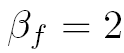 β_f = 2